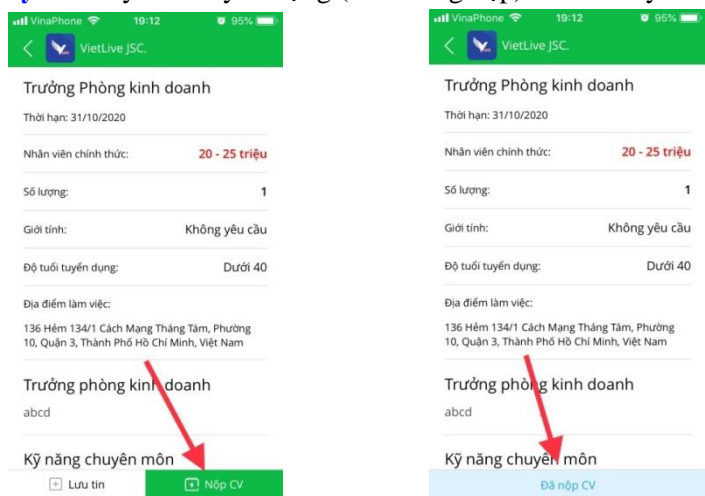 VinaPhone 19:12 95%
VietLive JSC.
Trưởng Phòng kinh doanh
Thời hạn: 31/10/2020
Nhân viên chính thức: 20 - 25 triệu
Số lượng: 1
Giới tính: Không yêu cầu
Độ tuổi tuyển dụng: Dưới 40
Địa điểm làm việc:
136 Hẻm 134/1 Cách Mạng Tháng Tám, Phường
10, Quận 3, Thành Phố Hồ Chí Minh, Việt Nam
Trưởng phòng kinh doanh
abcd
Kỹ năng chuyên môn
Lưu tin Nộp CV
VinaPhone 19:12 95%
VietLive JSC.
Trưởng Phòng kinh doanh
Thời hạn: 31/10/2020
Nhân viên chính thức: 20 - 25 triệu
Số lượng: 1
Giới tính: Không yêu cầu
Độ tuổi tuyển dụng: Dưới 40
Địa điểm làm việc:
136 Hẻm 134/1 Cách Mạng Tháng Tám, Phường
10, Quận 3, Thành Phố Hồ Chí Minh, Việt Nam
Trưởng phòng kinh doanh
abcd
Kỹ năng chuyên môn
Đã nộp CV